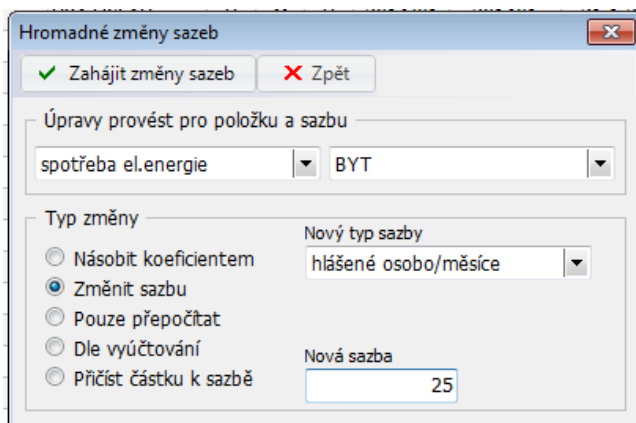 Hromadné změny sazeb
Zahájit změny sazeb
Zpět
Úpravy provést pro položku a sazbu
spotřeba el.energie
BYT
Typ změny
Nový typ sazby
Násobit koeficientem
hlášené osobo/měsíce
Změnit sazbu
Pouze přepočítat
Dle vyúčtování
Nová sazba
Přičíst částku k sazbě
25